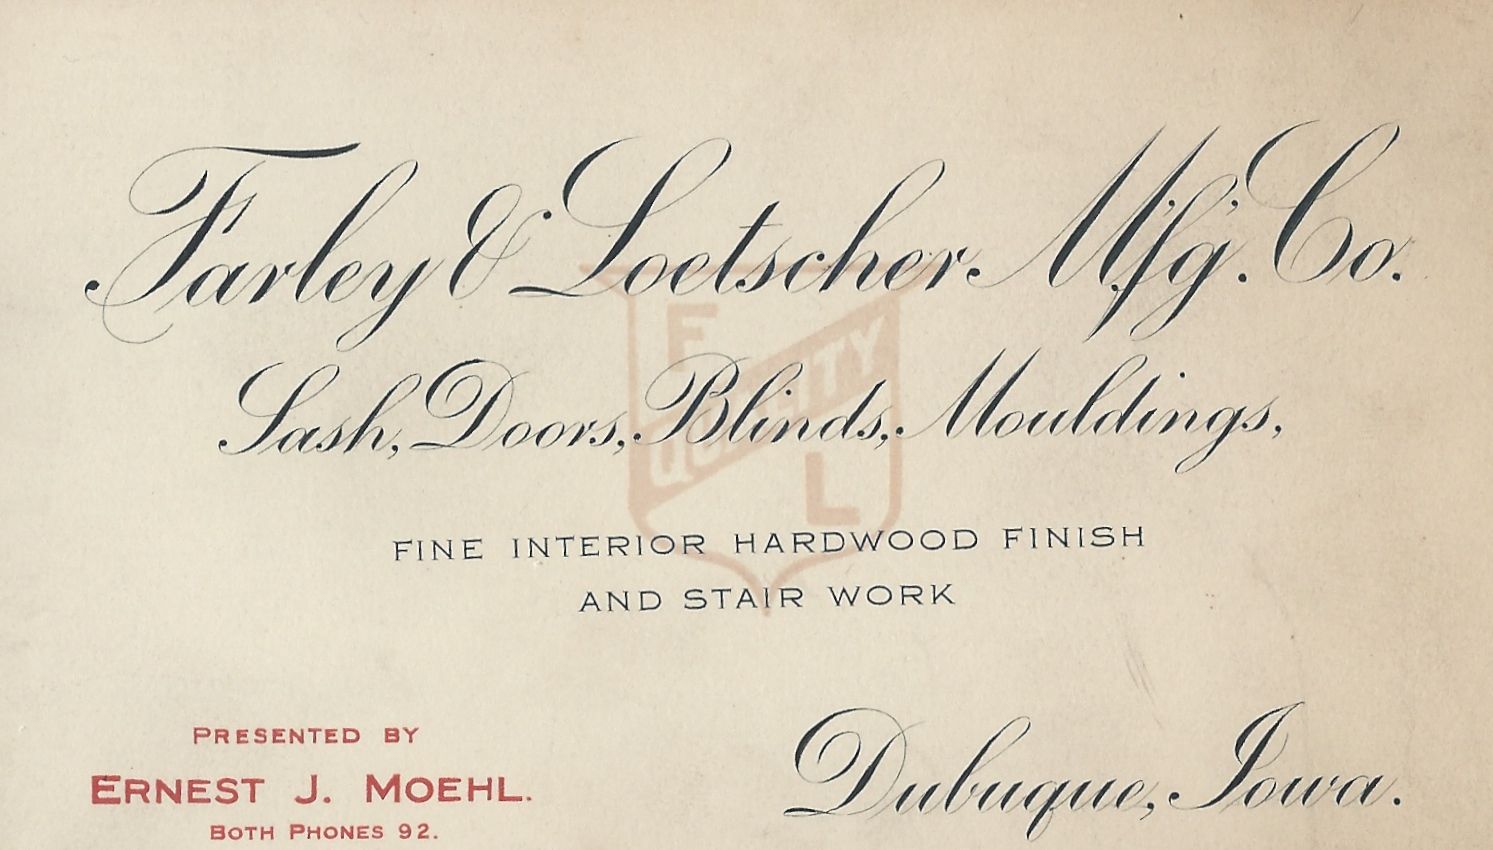 Farley & Loetscher M'f'g. Co.
Sash, Doors, Blinds, Mouldings,
F
QUALITY
L
FINE INTERIOR HARDWOOD FINISH
AND STAIR WORK
PRESENTED BY
ERNEST J. MOEHL.
BOTH PHONES 92.
Dubuque, Iowa.